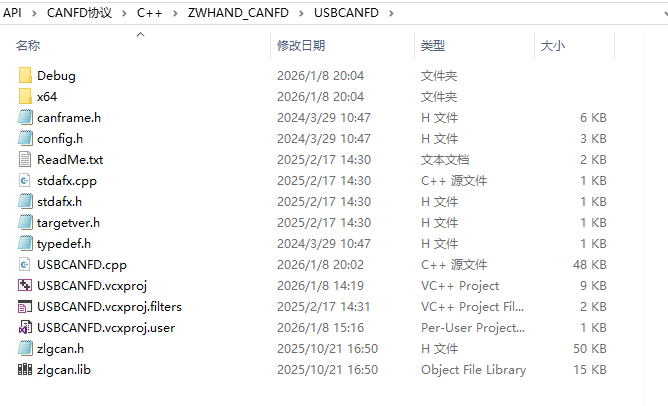 API > CANFD协议 > C++ > ZWHAND_CANFD > USBCANFD >
名称 修改日期 类型 大小
Debug 2026/1/8 20:04 文件夹
x64 2026/1/8 20:04 文件夹
canframe.h 2024/3/29 10:47 H 文件 6 KB
config.h 2024/3/29 10:47 H 文件 3 KB
ReadMe.txt 2025/2/17 14:30 文本文档 2 KB
stdafx.cpp 2025/2/17 14:30 C++ 源文件 1 KB
stdafx.h 2025/2/17 14:30 H 文件 1 KB
targetver.h 2025/2/17 14:30 H 文件 1 KB
typedef.h 2024/3/29 10:47 H 文件 1 KB
USBCANFD.cpp 2026/1/8 20:02 C++ 源文件 48 KB
USBCANFD.vcxproj 2026/1/8 14:19 VC++ Project 9 KB
USBCANFD.vcxproj.filters 2025/2/17 14:31 VC++ Project Fil... 2 KB
USBCANFD.vcxproj.user 2026/1/8 15:16 Per-User Project... 1 KB
zlgcan.h 2025/10/21 16:50 H 文件 50 KB
zlgcan.lib 2025/10/21 16:50 Object File Library 15 KB